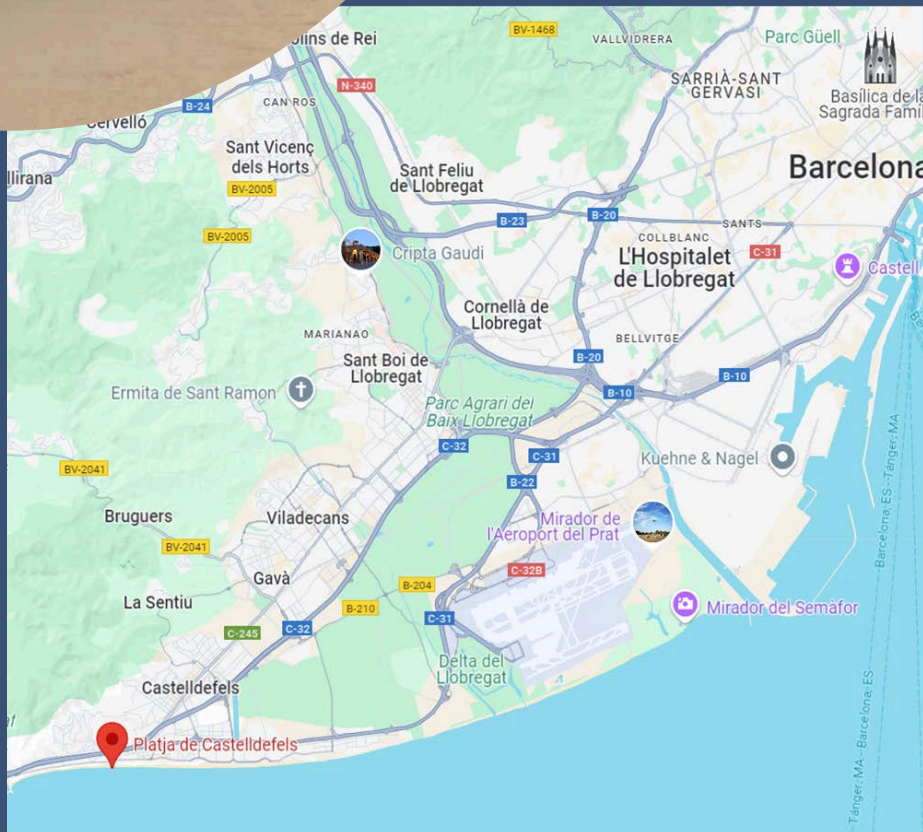 BV-1468
VALLVIDRERA
Parc Güell
lins de Rei
N-340
SARRIÀ-SANT
GERVASI
Basílica de la
Sagrada Famíl
B-24
CAN ROS
Cervelló
llirana
Sant Vicenç
dels Horts
BV-2005
Sant Feliu
de Llobregat
Barcelona
B-23
B-20
SANTS
BV-2005
COLLBLANC
C-31
Cripta Gaudí
L'Hospitalet
de Llobregat
Castell
Cornellà de
Llobregat
MARIANAO
BELLVITGE
Sant Boi de
Llobregat
B-20
B-10
Ermita de Sant Ramon
B-10
Parc Agrari del
Baix Llobregat
C-32
C-31
Kuehne & Nagel
BV-2041
B-22
Bruguers
Viladecans
Mirador de
l'Aeroport del Prat
BV-2041
Gavà
C-32B
B-204
La Sentiu
B-210
Mirador del Semàfor
C-245
C-32
C-31
Delta del
Llobregat
Castelldefels
Platja de Castelldefels
Barcelona, ES - Tánger, MA
Tánger, MA - Barcelona, ES